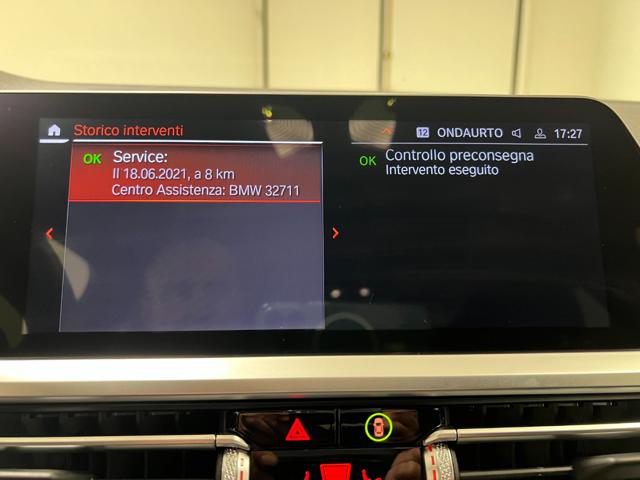 Storico interventi
12 ONDAURTO 17:27
OK Service:
Il 18.06.2021, a 8 km
Centro Assistenza: BMW 32711
OK Controllo preconsegna
Intervento eseguito